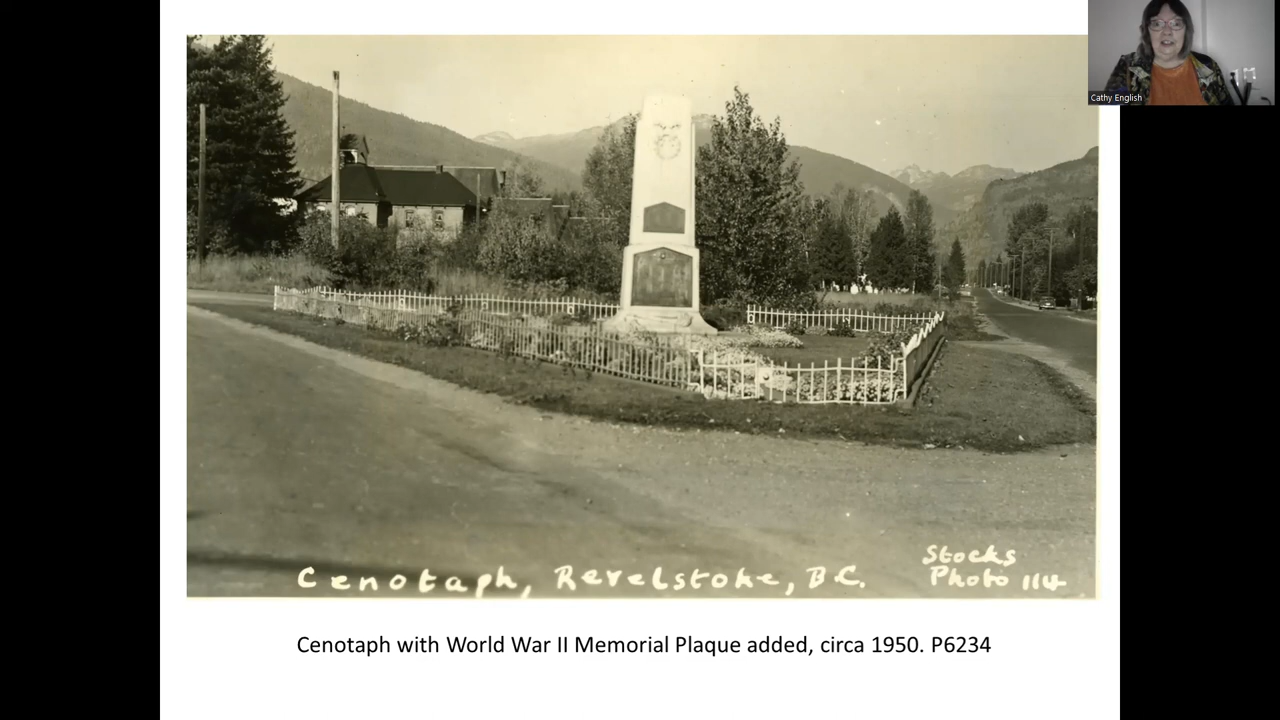 Cathy English
Cenotaph, Revelstoke, B.C.
Stocks
Photo 114
Cenotaph with World War II Memorial Plaque added, circa 1950. P6234